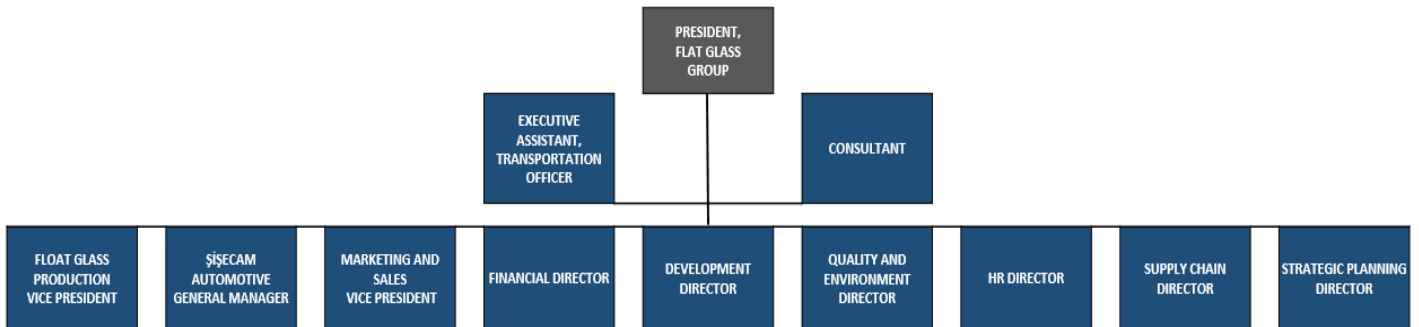 PRESIDENT,
FLAT GLASS
GROUP
EXECUTIVE
ASSISTANT,
TRANSPORTATION
OFFICER
CONSULTANT
FLOAT GLASS
PRODUCTION
VICE PRESIDENT
ŞİŞECAM
AUTOMOTIVE
GENERAL MANAGER
MARKETING AND
SALES
VICE PRESIDENT
FINANCIAL DIRECTOR
DEVELOPMENT
DIRECTOR
QUALITY AND
ENVIRONMENT
DIRECTOR
HR DIRECTOR
SUPPLY CHAIN
DIRECTOR
STRATEGIC PLANNING
DIRECTOR